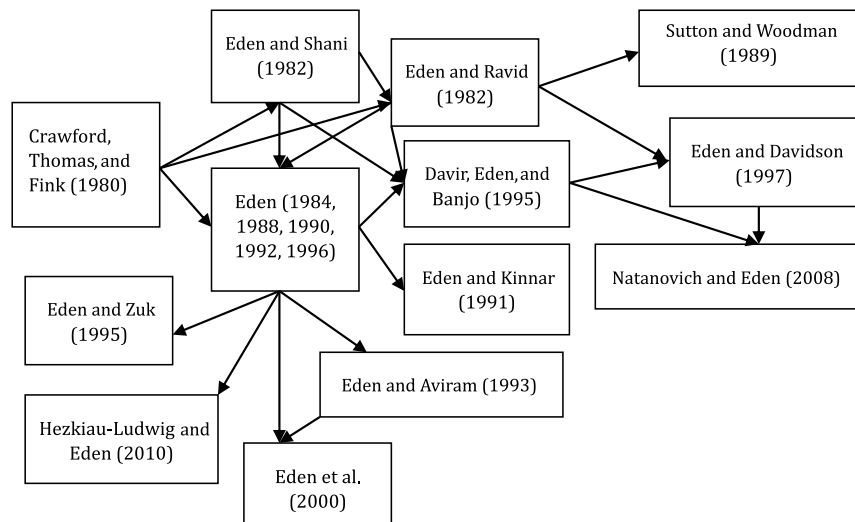 Eden and Shani
(1982)
Eden and Ravid
(1982)
Sutton and Woodman
(1989)
Crawford,
Thomas, and
Fink (1980)
Eden (1984,
1988, 1990,
1992, 1996)
Davir, Eden, and
Banjo (1995)
Eden and Davidson
(1997)
Eden and Kinnar
(1991)
Natanovich and Eden (2008)
Eden and Zuk
(1995)
Eden and Aviram (1993)
Hezkiau-Ludwig and
Eden (2010)
Eden et al.
(2000)